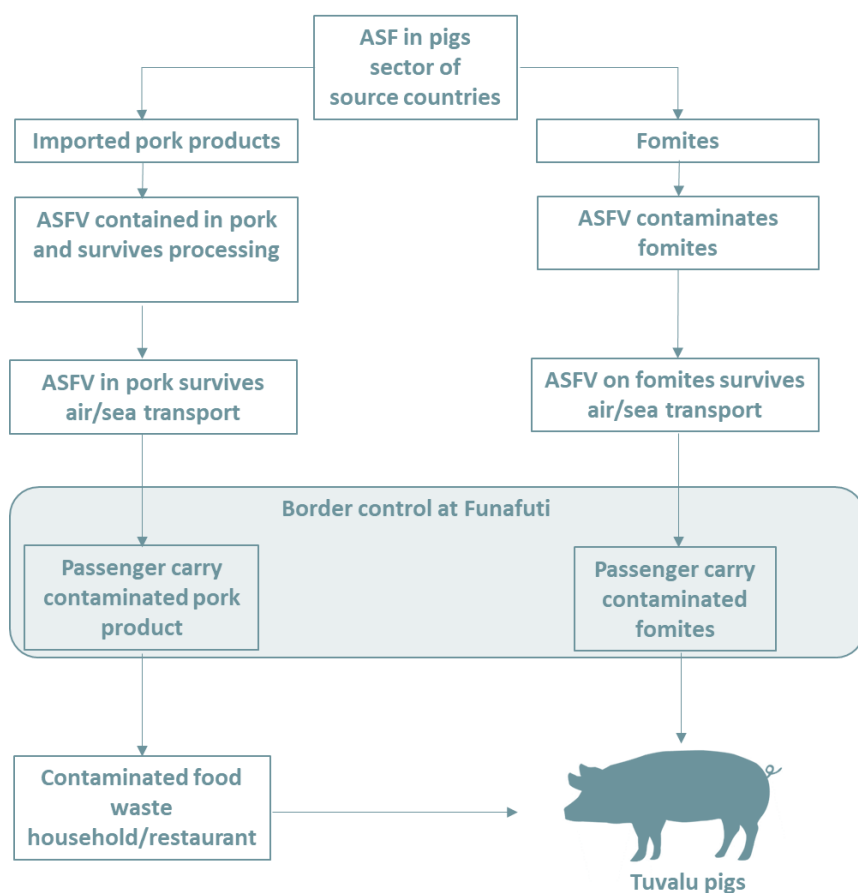 ASF in pigs
sector of
source countries
Imported pork products
Fomites
ASFV contained in pork
and survives processing
ASFV contaminates
fomites
ASFV in pork survives
air/sea transport
ASFV on fomites survives
air/sea transport
Border control at Funafuti
Passenger carry
contaminated pork
product
Passenger carry
contaminated
fomites
Contaminated food
waste
household/restaurant
Tuvalu pigs